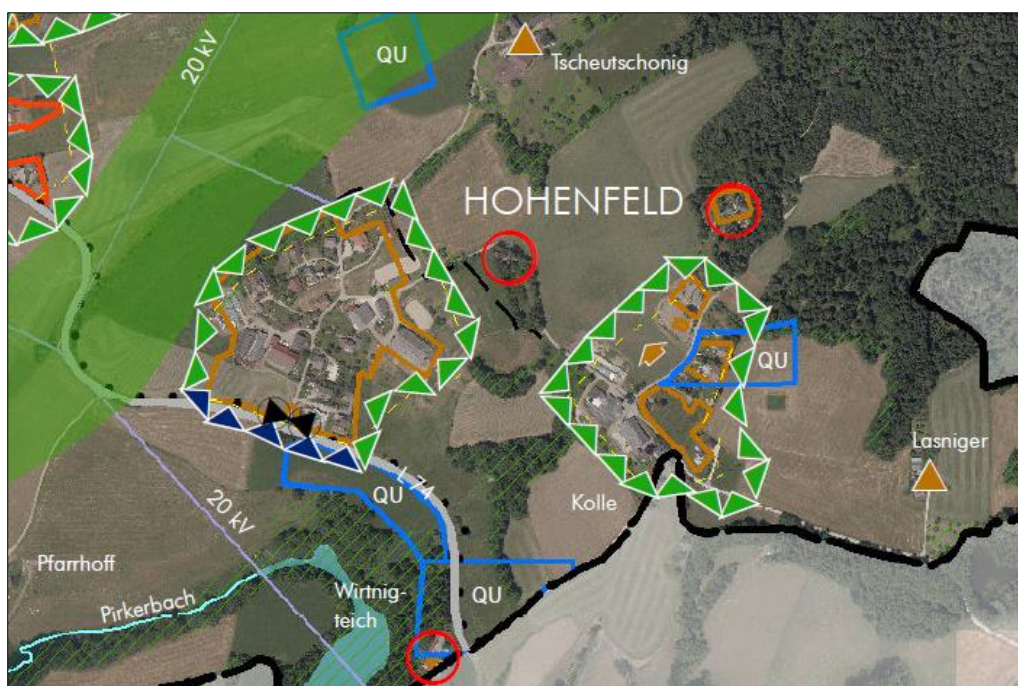 20 kV
QU
Tscheutschonig
HOHENFELD
QU
Lasniger
L 74
QU
Kolle
20 kV
Pfarrhoff
QU
Pirkerbach
Wirtnig-
teich